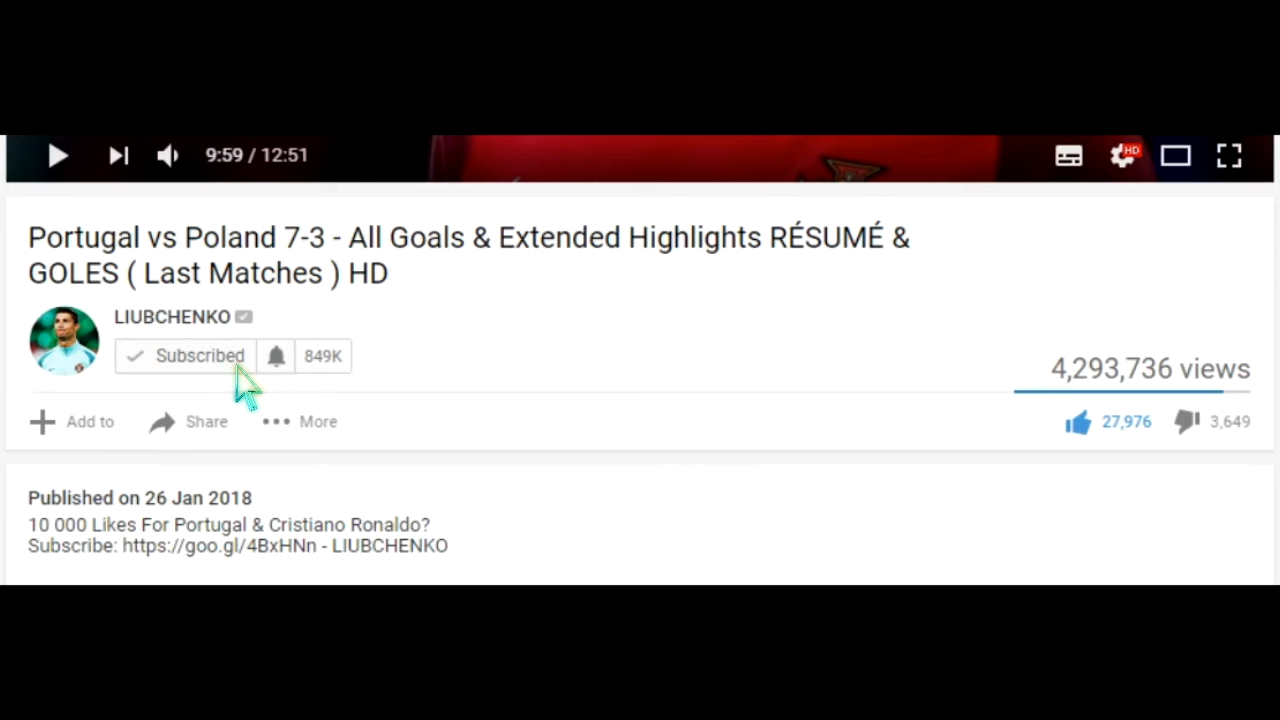 9:59 / 12:51
HD
Portugal vs Poland 7-3 - All Goals & Extended Highlights RÉSUMÉ &
GOLES ( Last Matches ) HD
LIUBCHENKO
Subscribed 849K
4,293,736 views
Add to Share More 27,976 3,649
Published on 26 Jan 2018
10 000 Likes For Portugal & Cristiano Ronaldo?
Subscribe: https://goo.gl/4BxHNn - LIUBCHENKO